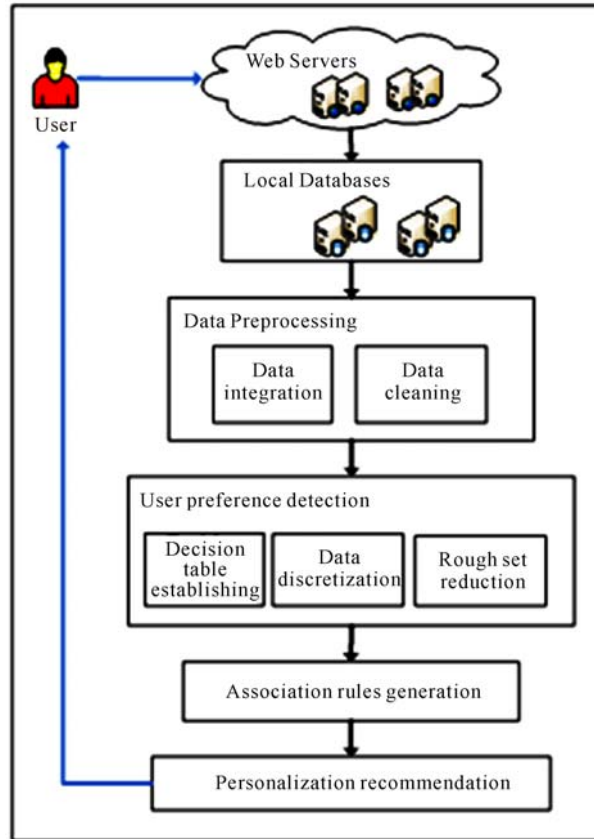 Web Servers
User
Local Databases
Data Preprocessing
Data
integration
Data
cleaning
User preference detection
Decision
table
establishing
Data
discretization
Rough set
reduction
Association rules generation
Personalization recommendation